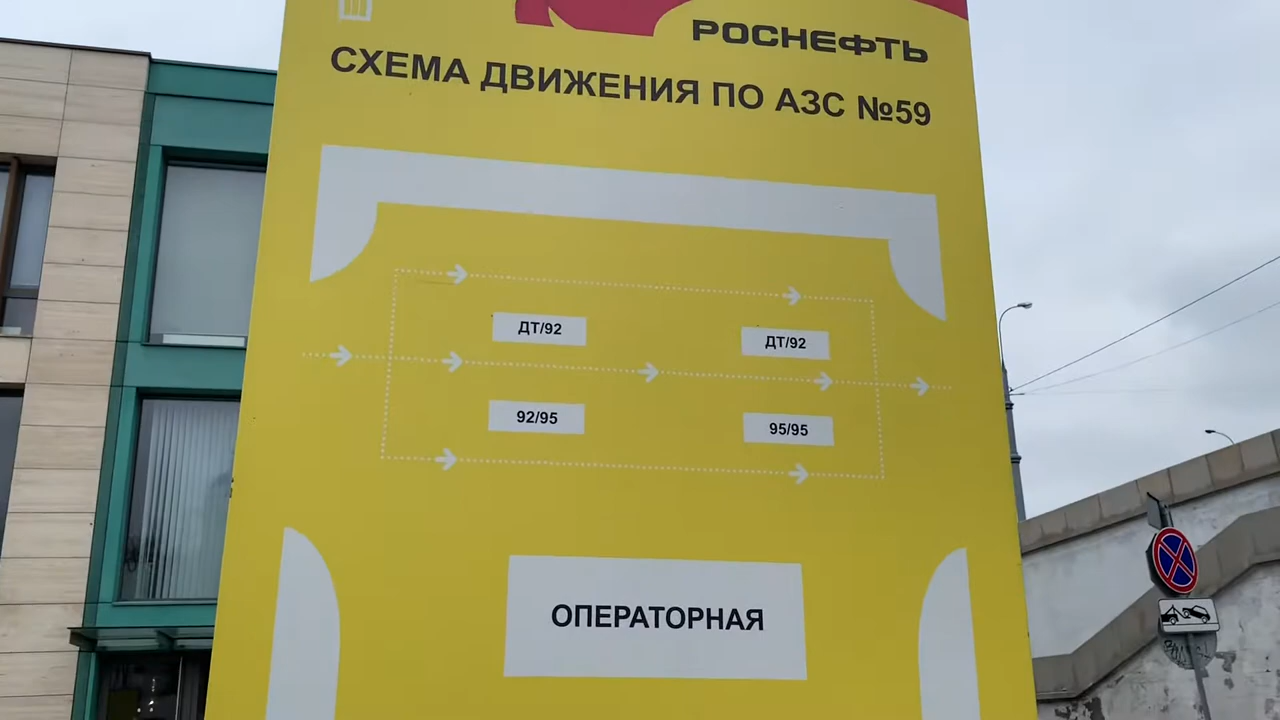 РОСНЕФТЬ
СХЕМА ДВИЖЕНИЯ ПО АЗС №59
ДТ/92
ДТ/92
92/95
95/95
ОПЕРАТОРНАЯ